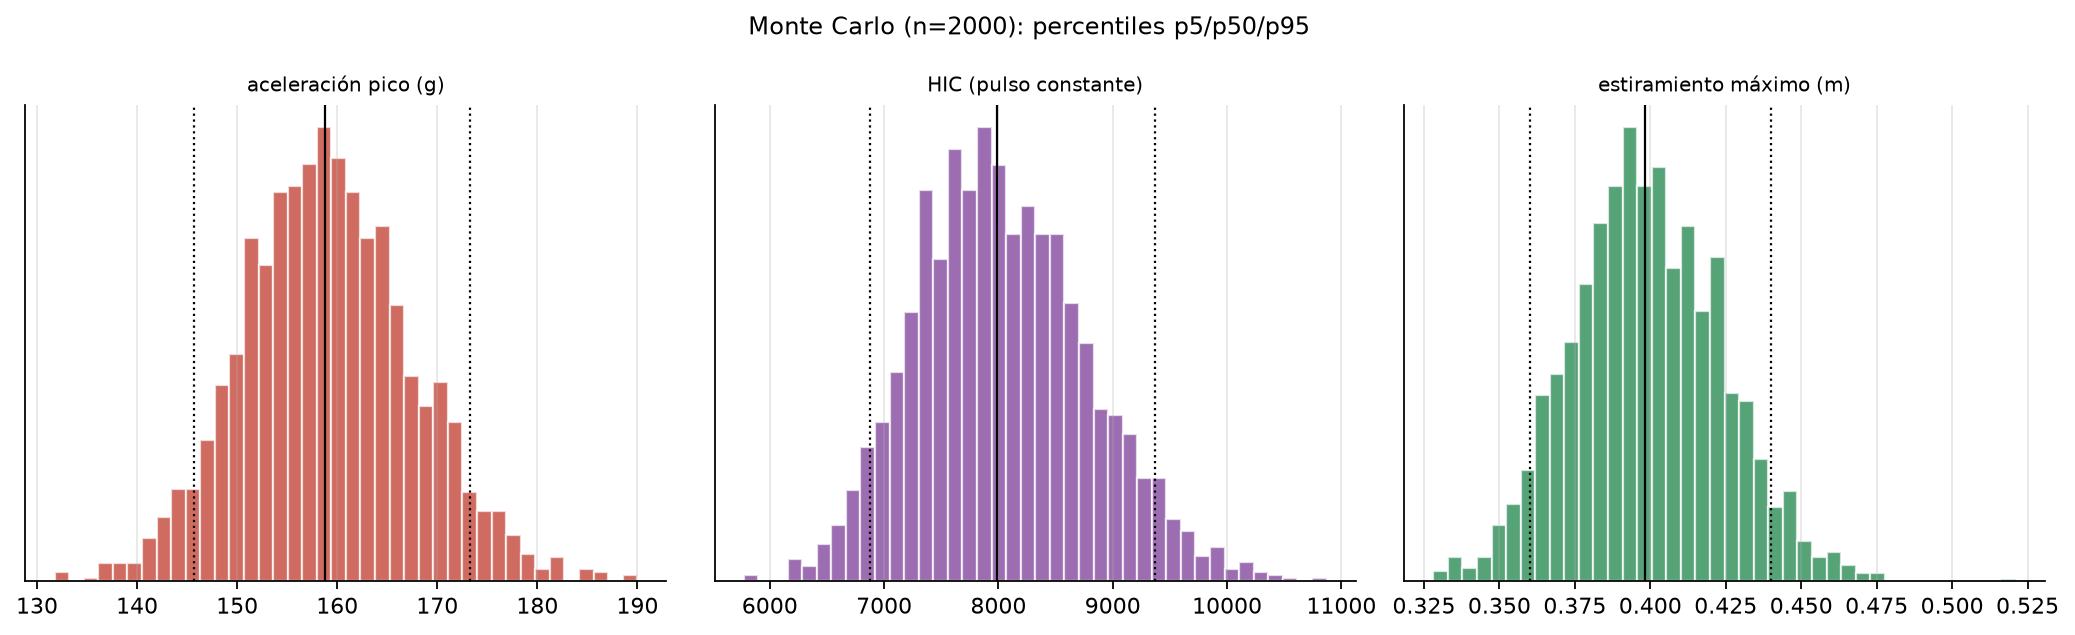 Monte Carlo (n=2000): percentiles p5/p50/p95
aceleración pico (g)
HIC (pulso constante)
estiramiento máximo (m)
130 140 150 160 170 180 190
6000 7000 8000 9000 10000 11000
0.325 0.350 0.375 0.400 0.425 0.450 0.475 0.500 0.525